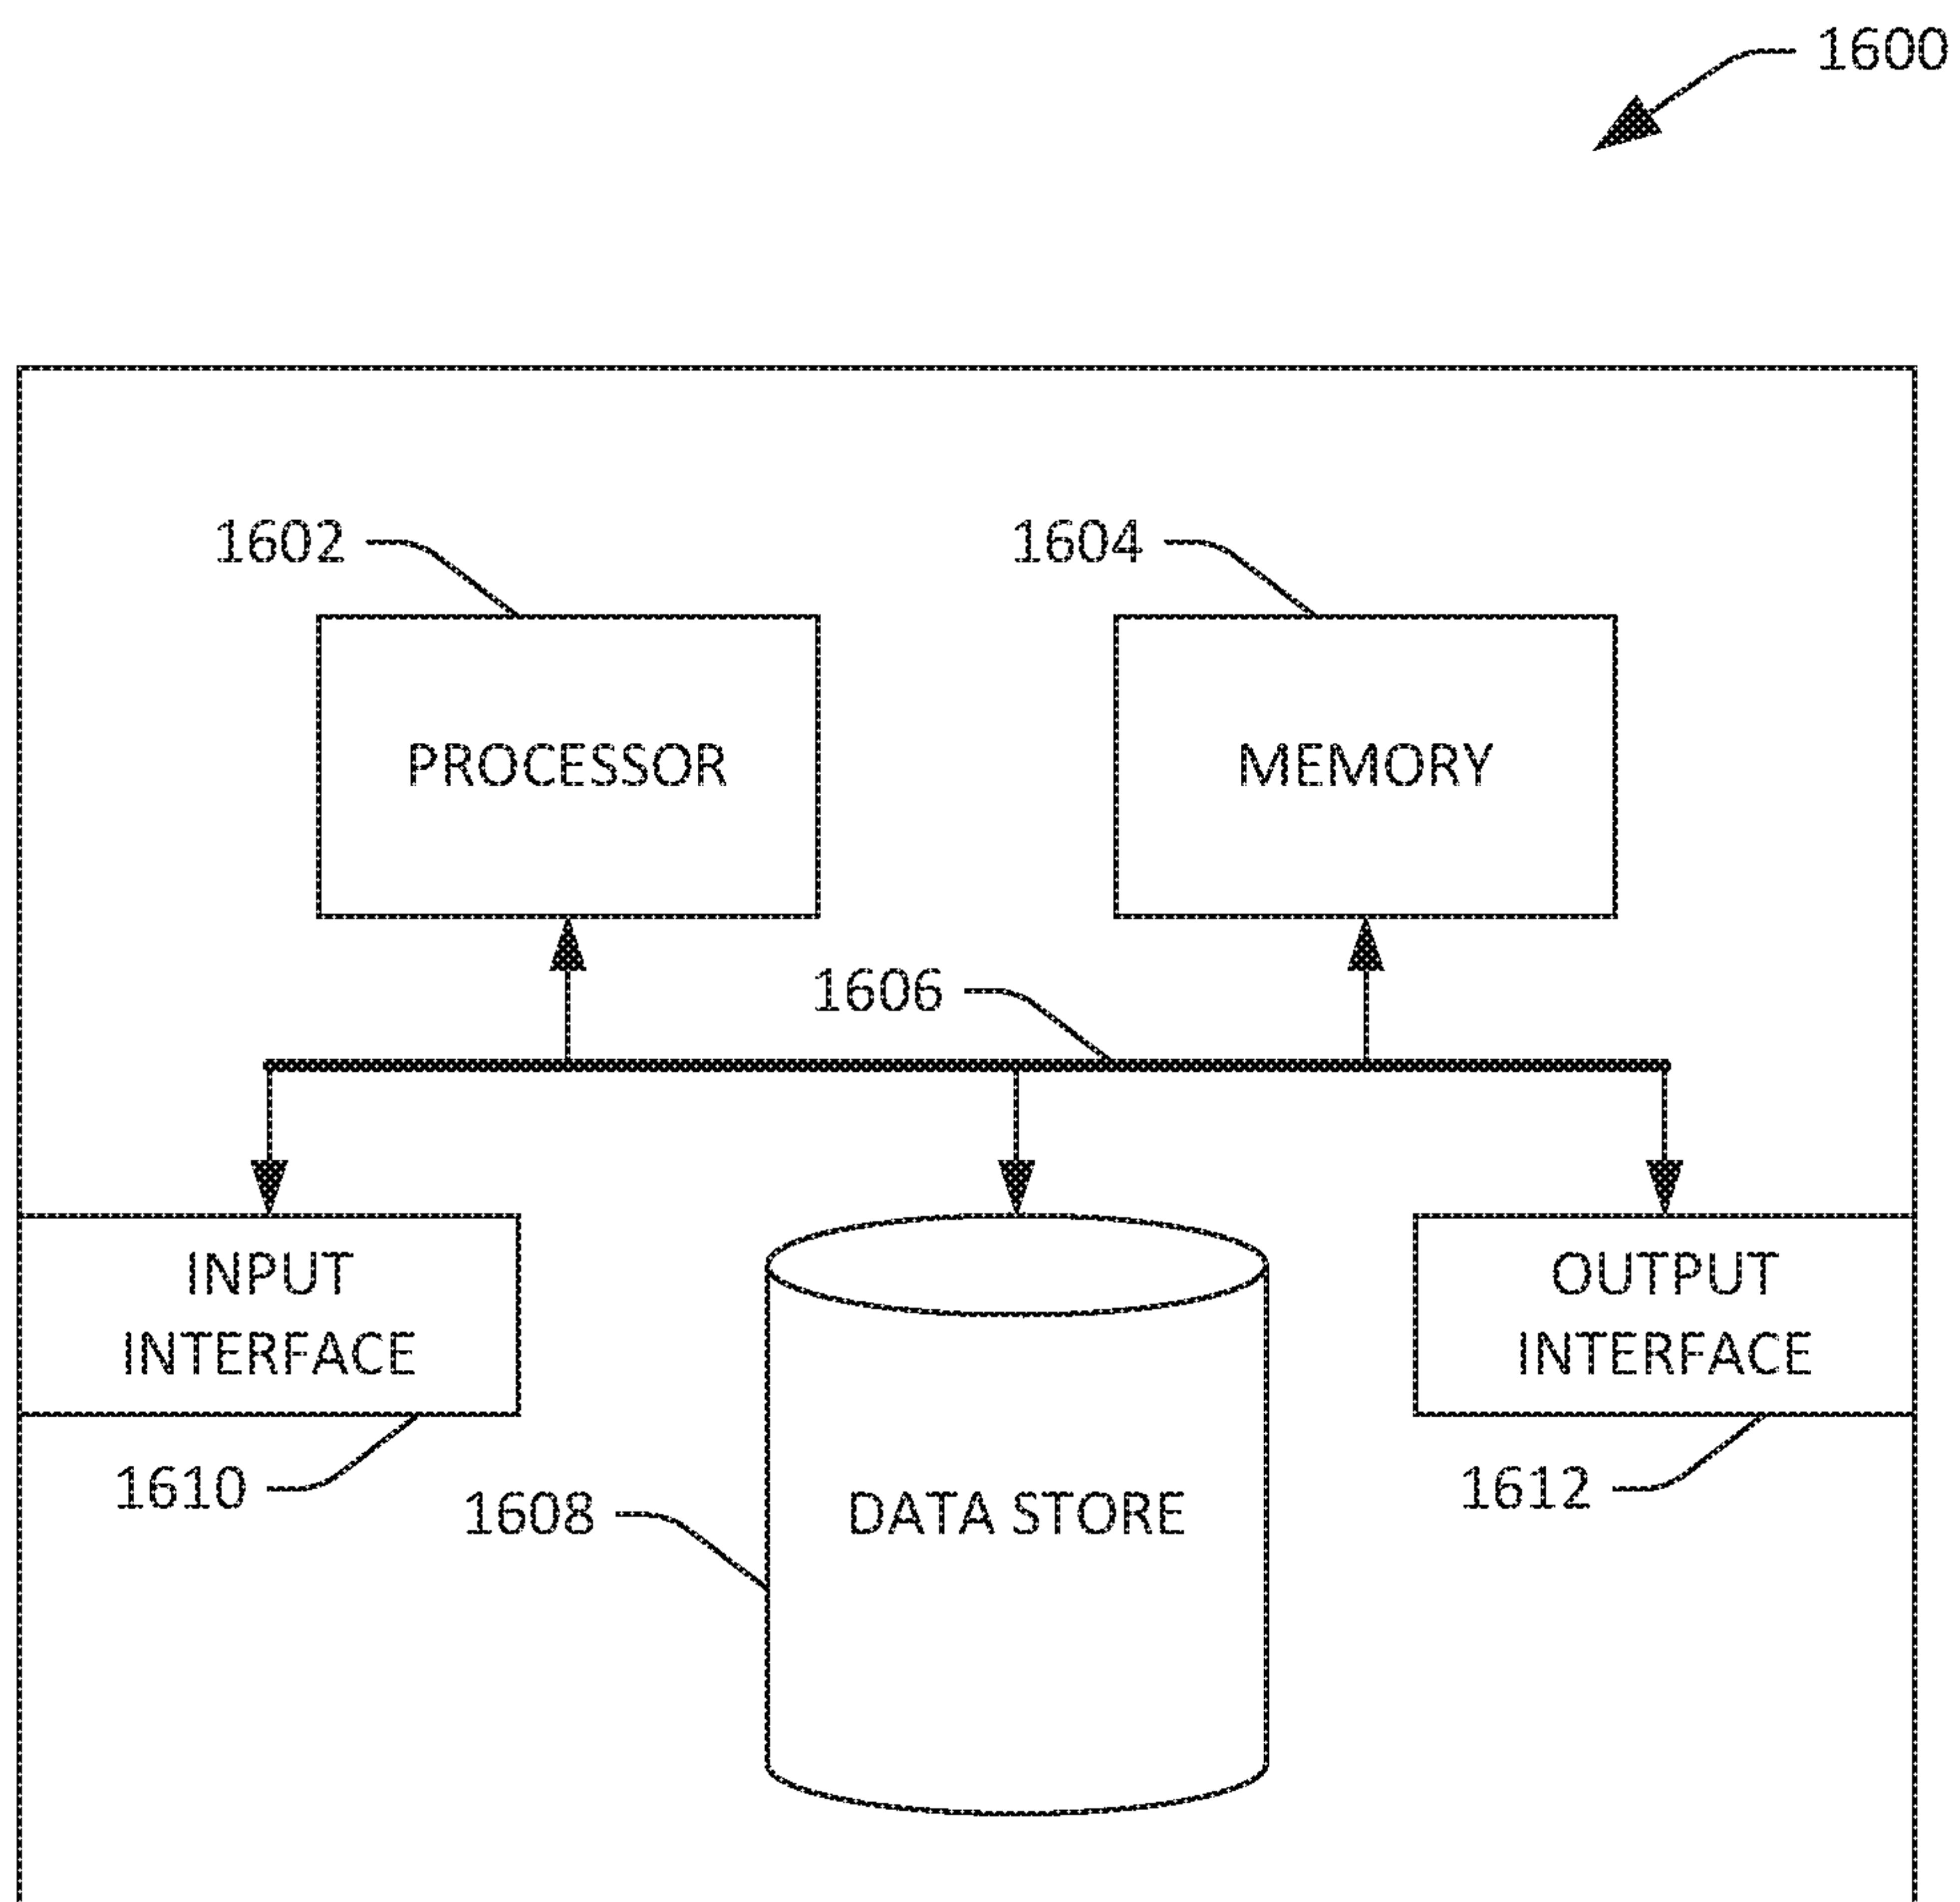 1600
1602
1604
PROCESSOR
MEMORY
1606
INPUT
INTERFACE
OUTPUT
INTERFACE
1610
1608
DATA STORE
1612